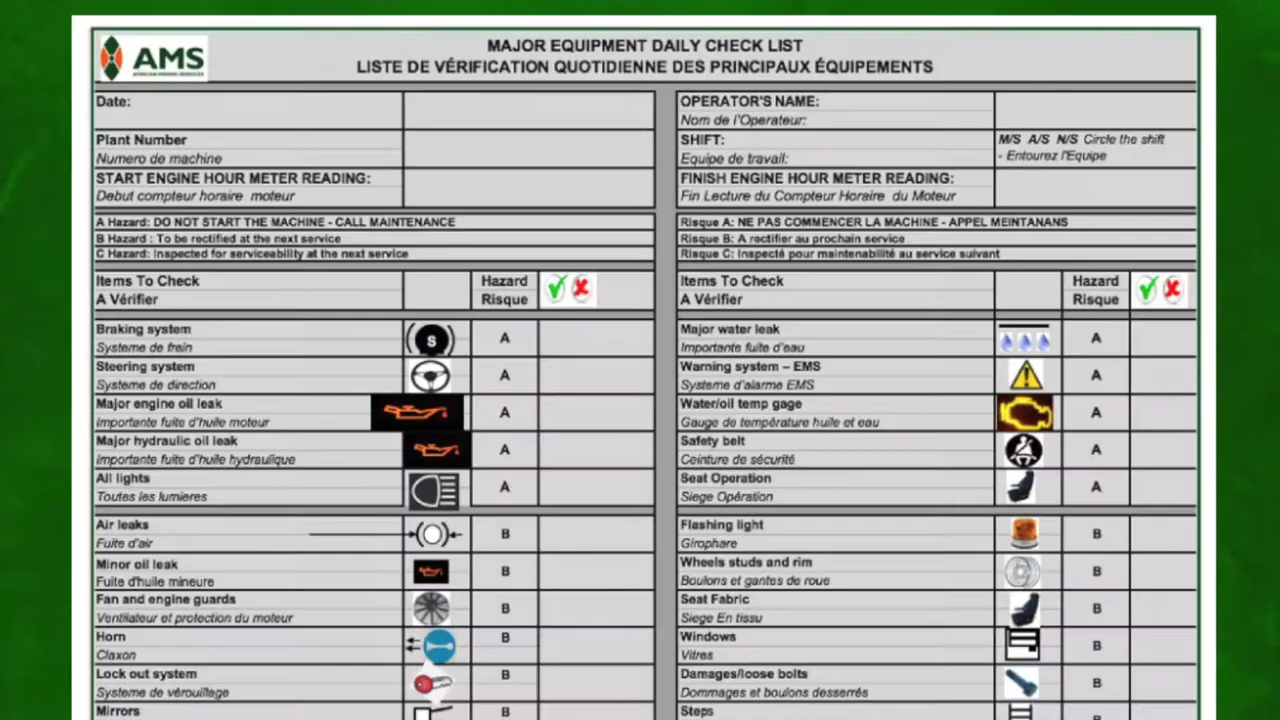 AMS
AFRICAN MINING SERVICES
MAJOR EQUIPMENT DAILY CHECK LIST
LISTE DE VÉRIFICATION QUOTIDIENNE DES PRINCIPAUX ÉQUIPEMENTS
Date:
Plant Number
Numero de machine
START ENGINE HOUR METER READING:
Debut compteur horaire moteur
OPERATOR'S NAME:
Nom de l'Operateur:
SHIFT:
Equipe de travail:
M/S A/S N/S Circle the shift
- Entourez l'Equipe
FINISH ENGINE HOUR METER READING:
Fin Lecture du Compteur Horaire du Moteur
A Hazard: DO NOT START THE MACHINE - CALL MAINTENANCE
B Hazard : To be rectified at the next service
C Hazard: Inspected for serviceability at the next service
Risque A: NE PAS COMMENCER LA MACHINE - APPEL MEINTANANS
Risque B: A rectifier au prochain service
Risque C: Inspecté pour maintenabilité au service suivant
Items To Check
A Vérifier
Hazard
Risque
Braking system
Systeme de frein
S
A
Steering system
Systeme de direction
A
Major engine oil leak
Importante fuite d'huile moteur
A
Major hydraulic oil leak
Importante fuite d'huile hydraulique
A
All lights
Toutes les lumieres
A
Air leaks
Fuite d'air
B
Minor oil leak
Fuite d'huile mineure
B
Fan and engine guards
Ventilateur et protection du moteur
B
Horn
Claxon
B
Lock out system
Systeme de vérouillage
B
Mirrors
B
Items To Check
A Vérifier
Hazard
Risque
Major water leak
Importante fuite d'eau
A
Warning system – EMS
Systeme d'alarme EMS
A
Water/oil temp gage
Gauge de température huile et eau
A
Safety belt
Ceinture de sécurité
A
Seat Operation
Siege Opération
A
Flashing light
Girophare
B
Wheels studs and rim
Boulons et gantes de roue
B
Seat Fabric
Siege En tissu
B
Windows
Vitres
B
Damages/loose bolts
Dommages et boulons desserrés
B
Steps
B